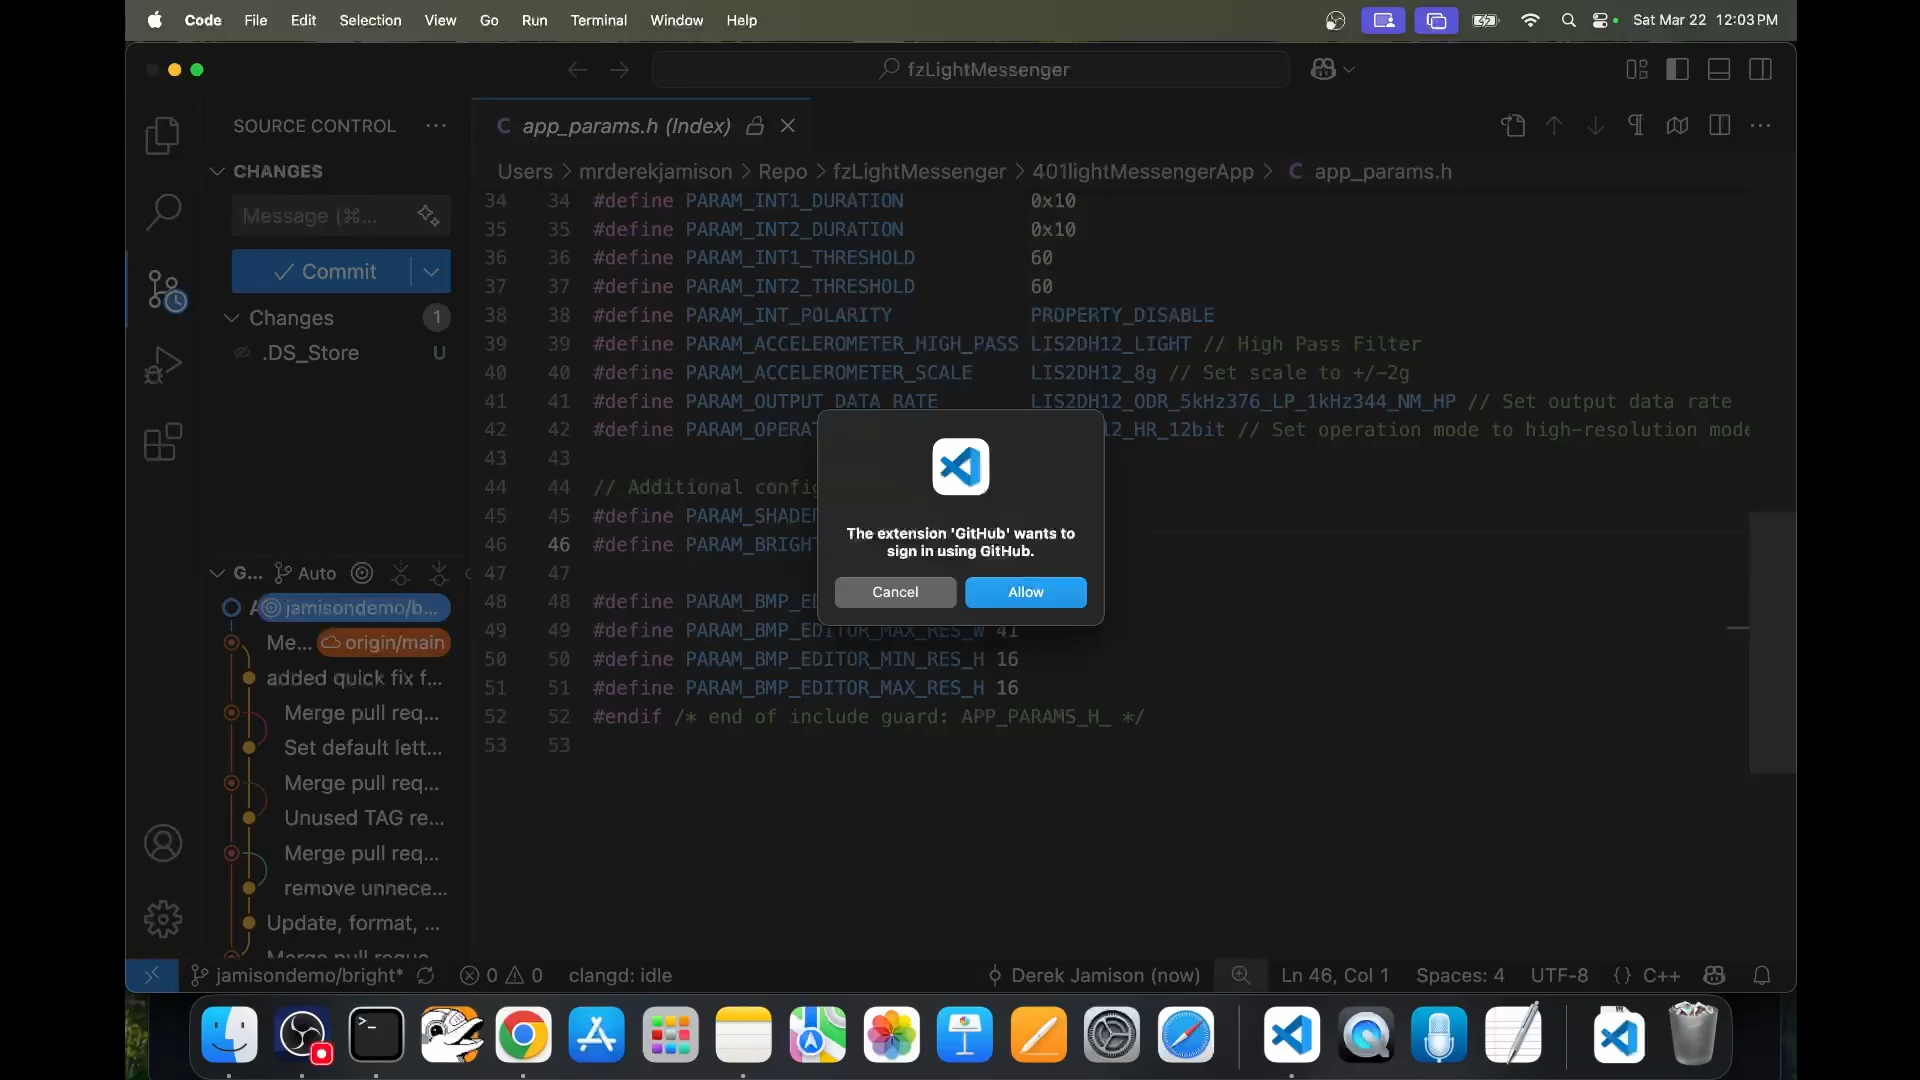 Code File Edit Selection View Go Run Terminal Window Help
Sat Mar 22 12:03 PM
fzLightMessenger
SOURCE CONTROL
CHANGES
Message (⌘...
Commit
Changes 1
.DS_Store U
G... Auto
jamisondemo/b...
Me... origin/main
added quick fix f...
Merge pull req...
Set default lett...
Merge pull req...
Unused TAG re...
Merge pull req...
remove unnece...
Update, format, ...
Merge pull reque...
C app_params.h (Index)
Users > mrderekjamison > Repo > fzLightMessenger > 401lightMessengerApp > C app_params.h
34 34 #define PARAM_INT1_DURATION 0x10
35 35 #define PARAM_INT2_DURATION 0x10
36 36 #define PARAM_INT1_THRESHOLD 60
37 37 #define PARAM_INT2_THRESHOLD 60
38 38 #define PARAM_INT_POLARITY PROPERTY_DISABLE
39 39 #define PARAM_ACCELEROMETER_HIGH_PASS LIS2DH12_LIGHT // High Pass Filter
40 40 #define PARAM_ACCELEROMETER_SCALE LIS2DH12_8g // Set scale to +/-2g
41 41 #define PARAM_OUTPUT_DATA_RATE LIS2DH12_ODR_5kHz376_LP_1kHz344_NM_HP // Set output data rate
42 42 #define PARAM_OPERA 12_HR_12bit // Set operation mode to high-resolution mode
43 43
44 44 // Additional config
45 45 #define PARAM_SHADE
46 46 #define PARAM_BRIGH
47 47
48 48 #define PARAM_BMP_E
49 49 #define PARAM_BMP_EDITOR_MAX_RES_W 41
50 50 #define PARAM_BMP_EDITOR_MIN_RES_H 16
51 51 #define PARAM_BMP_EDITOR_MAX_RES_H 16
52 52 #endif /* end of include guard: APP_PARAMS_H_ */
53 53
The extension 'GitHub' wants to
sign in using GitHub.
Cancel Allow
jamisondemo/bright* 0 0 clangd: idle Derek Jamison (now) Ln 46, Col 1 Spaces: 4 UTF-8 {} C++